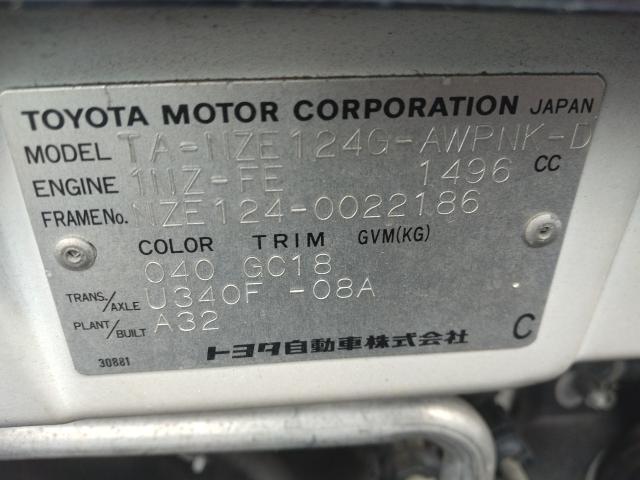 TOYOTA MOTOR CORPORATION JAPAN
MODEL TA-NZE124G-AWPNK-D
ENGINE 1NZ-FE 1496 CC
FRAME No. NZE124-0022186
COLOR TRIM GVM(KG)
040 GC18
TRANS./AXLE U340F -08A
PLANT/BUILT A32
トヨタ自動車株式会社 C
30881